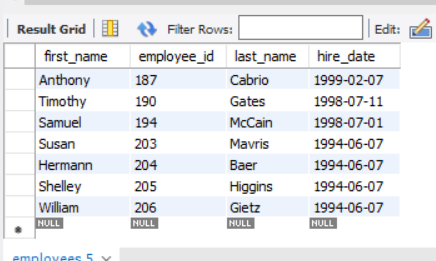 Result Grid Filter Rows: Edit:
first_name employee_id last_name hire_date
Anthony 187 Cabrio 1999-02-07
Timothy 190 Gates 1998-07-11
Samuel 194 McCain 1998-07-01
Susan 203 Mavris 1994-06-07
Hermann 204 Baer 1994-06-07
Shelley 205 Higgins 1994-06-07
William 206 Gietz 1994-06-07
NULL NULL NULL NULL
employees 5